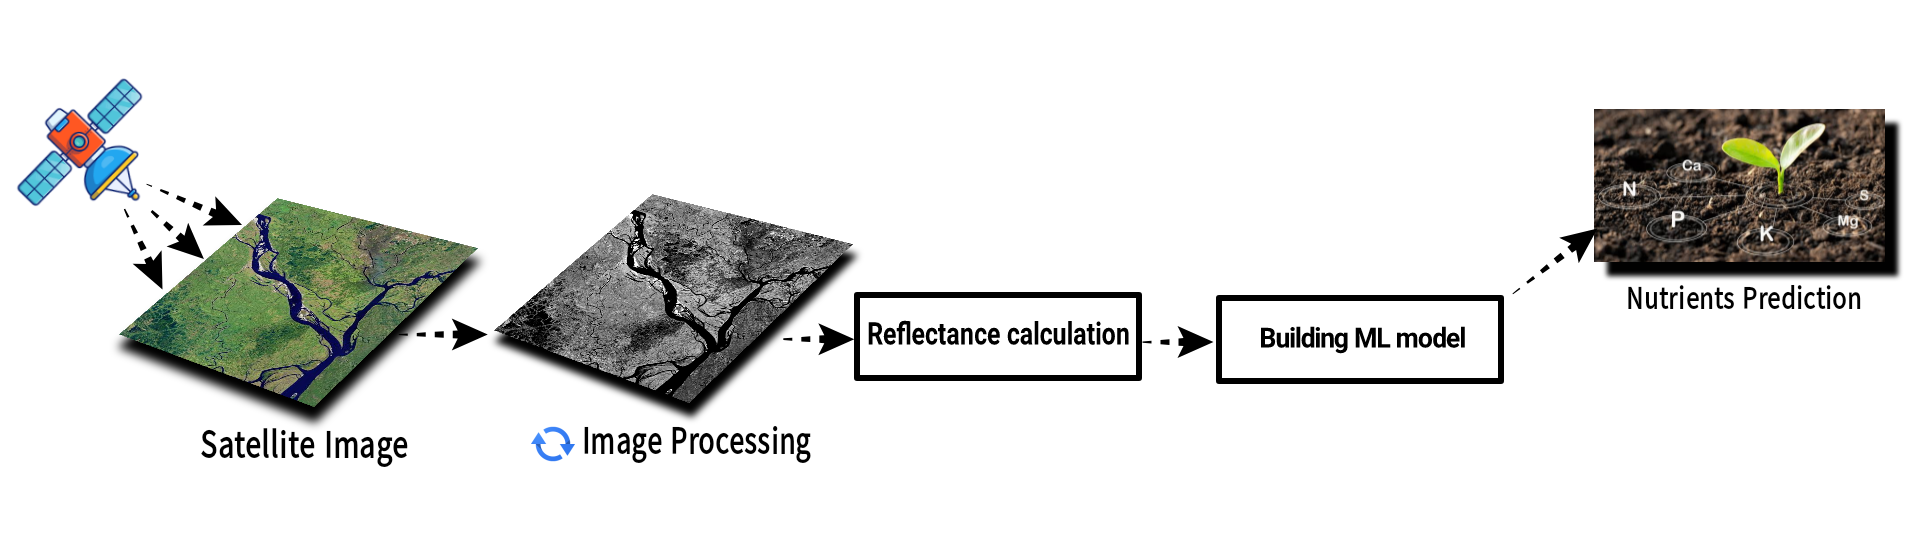 Satellite Image
Image Processing
Reflectance calculation
Building ML model
Ca
N
S
P
Mg
K
Nutrients Prediction